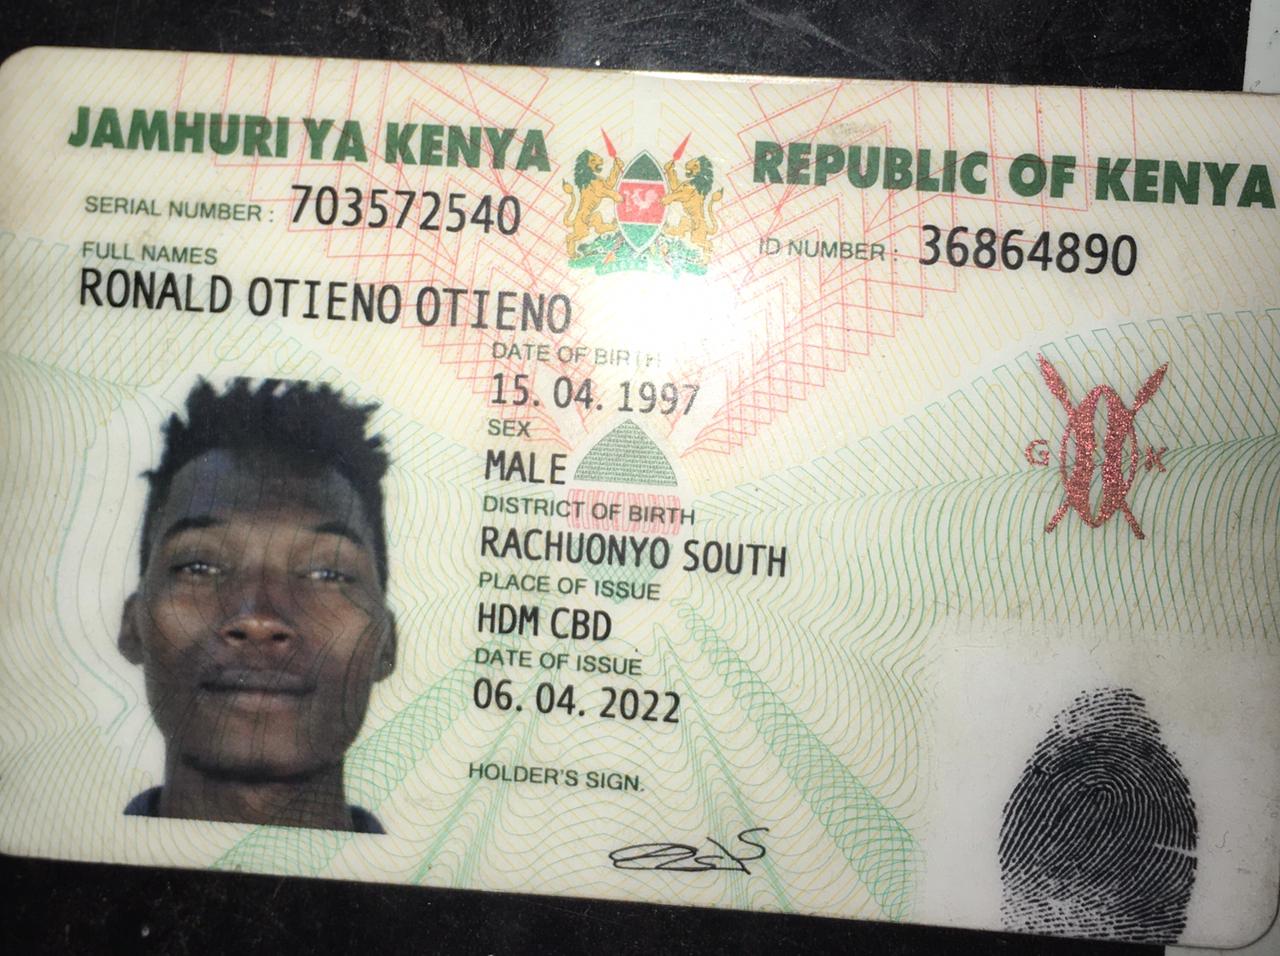 JAMHURI YA KENYA
REPUBLIC OF KENYA
SERIAL NUMBER : 703572540
ID NUMBER : 36864890
FULL NAMES
RONALD OTIENO OTIENO
DATE OF BIRTH
15. 04. 1997
SEX
MALE
DISTRICT OF BIRTH
RACHUONYO SOUTH
PLACE OF ISSUE
HDM CBD
DATE OF ISSUE
06. 04. 2022
HOLDER'S SIGN.
G K